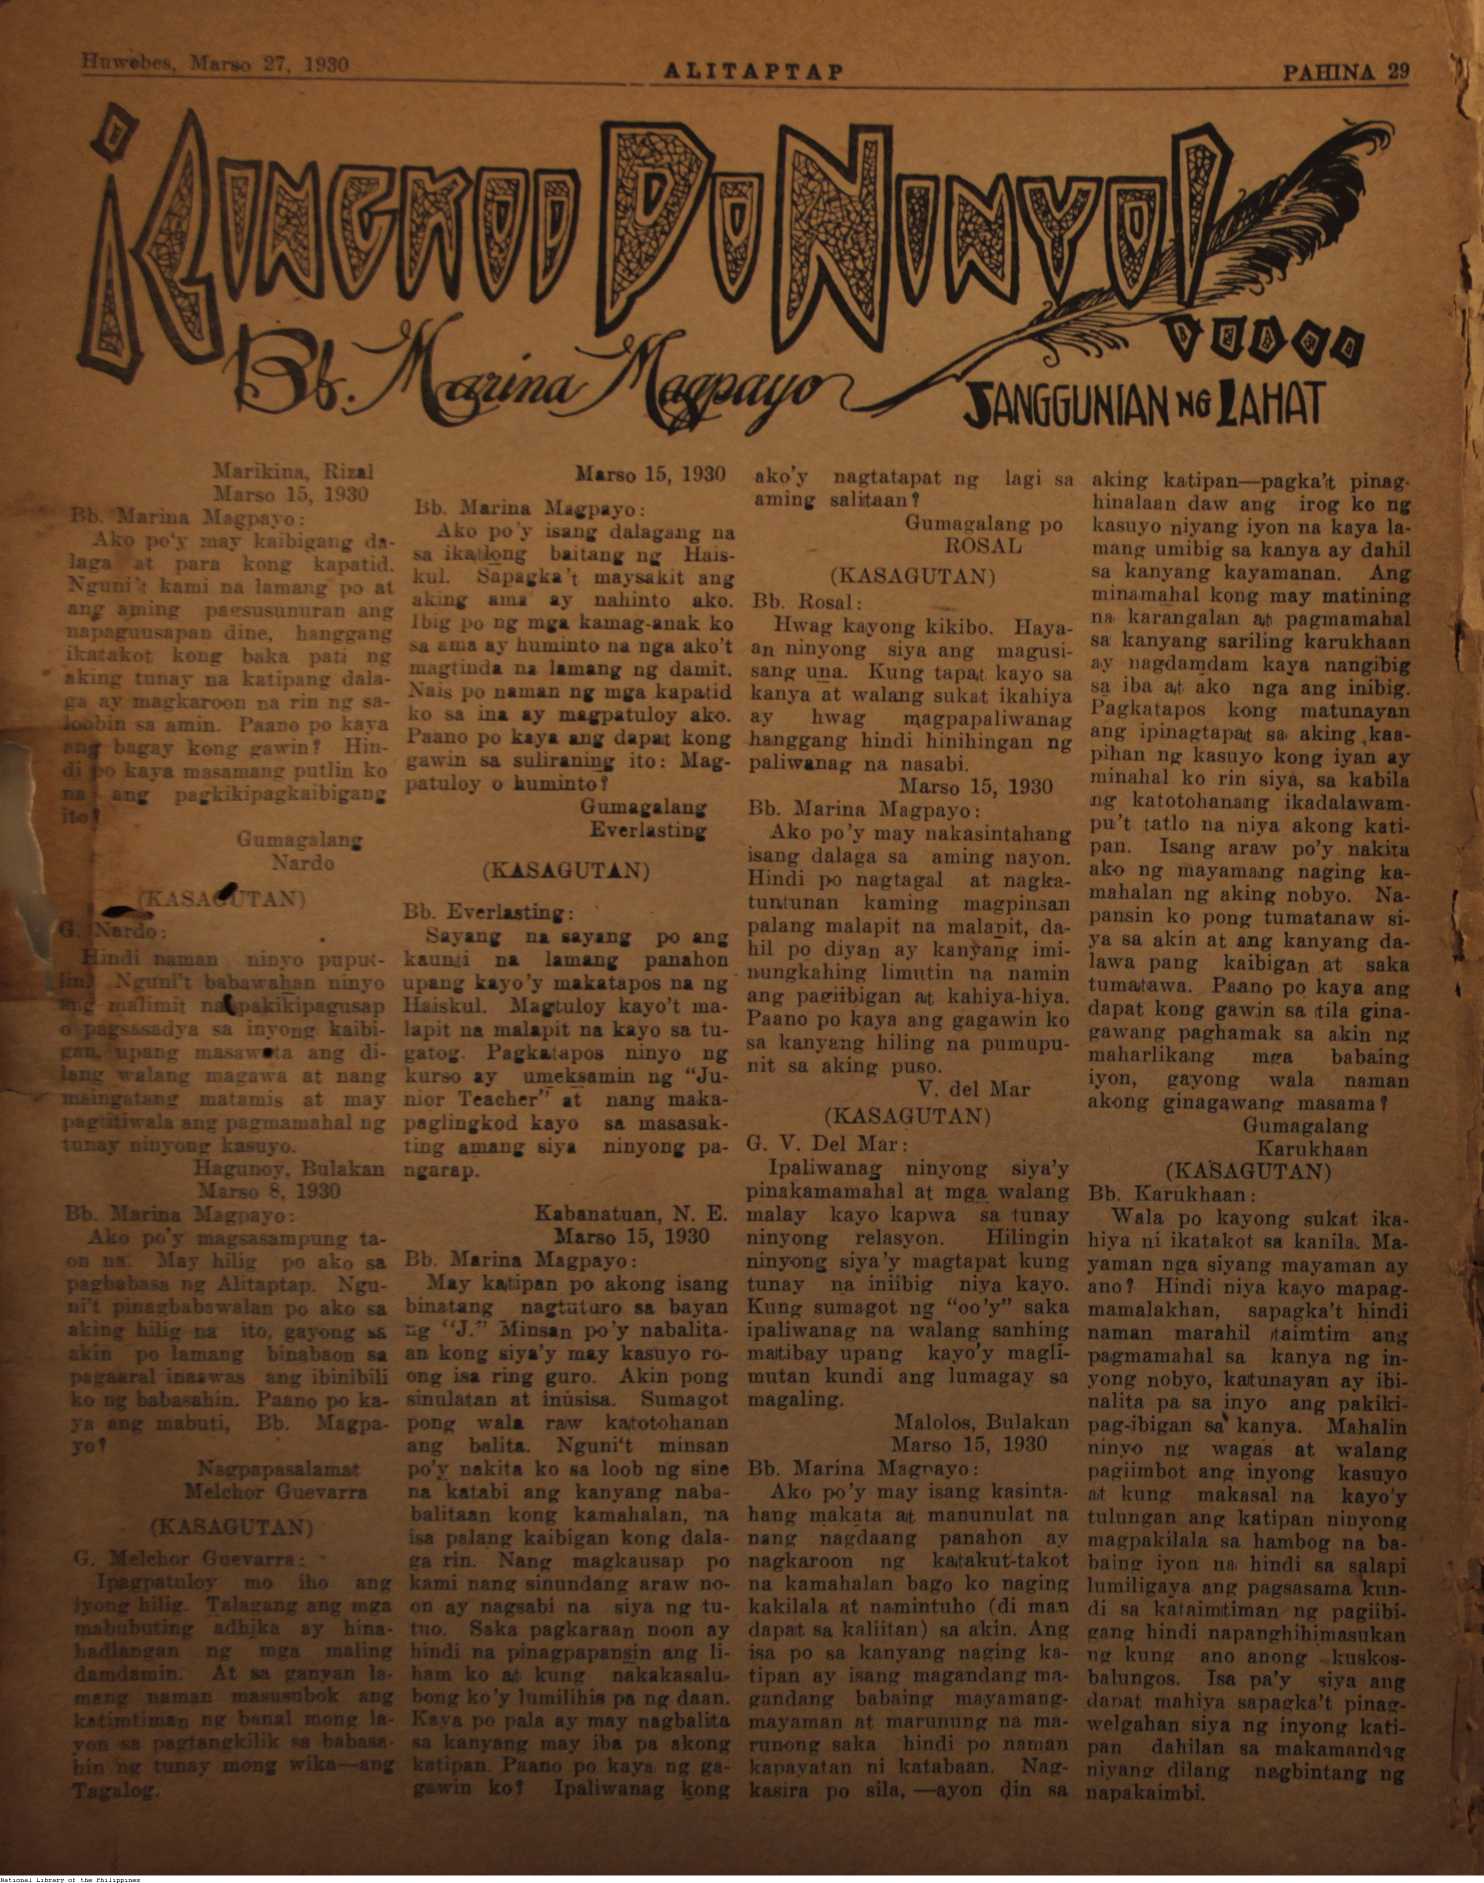 Huwebes, Marso 27, 1930
ALITAPTAP
PAHINA 29
¡LINGKOD PO NINYO!
Bb. Marina Magpayo
SANGGUNIAN NG LAHAT
Marikina, Rizal
Marso 15, 1930
Bb. Marina Magpayo:
Ako po'y may kaibigang da-
laga at para kong kapatid.
Nguni't kami na lamang po at
ang aming pagsusunuran ang
napaguusapan dine, hanggang
ikatakot kong baka pati ng
aking tunay na katipang dala-
ga ay magkaroon na rin ng sa-
loobin sa amin. Paano po kaya
ang bagay kong gawin? Hin-
di po kaya masamang putlin ko
na ang pagkikipagkaibigang
ito?
Gumagalang
Nardo
(KASAGUTAN)
G. Nardo:
Hindi naman ninyo puput-
lin? Nguni't babawahan ninyo
ang malimit na pakikipagusap
o pagsasadya sa inyong kaibi-
gan, upang masawata ang di-
lang walang magawa at nang
maingatang matamis at may
pagtitiwala ang pagmamahal ng
tunay ninyong kasuyo.
Hagunoy, Bulakan
Marso 8, 1930
Bb. Marina Magpayo:
Ako po'y magsasampung ta-
on na. May hilig po ako sa
pagbabasa ng Alitaptap. Ngu-
ni't pinagbabawalan po ako sa
aking hilig na ito, gayong sa
akin po lamang binabaon sa
pagaaral inaawas ang ibinibili
ko ng babasahin. Paano po ka-
ya ang mabuti, Bb. Magpa-
yo?
Nagpapasalamat
Melchor Guevarra
(KASAGUTAN)
G. Melchor Guevarra:
Ipagpatuloy mo iho ang
iyong hilig. Talagang ang mga
mabubuting adhika ay hina-
hadlangan ng mga maling
damdamin. At sa ganyan la-
mang naman masusubok ang
katimtiman ng banal mong la-
yon sa pagtangkilik sa babasa-
hin ng tunay mong wika—ang
Tagalog.
Marso 15, 1930
Bb. Marina Magpayo:
Ako po'y isang dalagang na
sa ikatlong baitang ng Hais-
kul. Sapagka't maysakit ang
aking ama ay nahinto ako.
Ibig po ng mga kamag-anak ko
sa ama ay huminto na nga ako't
magtinda na lamang ng damit.
Nais po naman ng mga kapatid
ko sa ina ay magpatuloy ako.
Paano po kaya ang dapat kong
gawin sa suliraning ito: Mag-
patuloy o huminto?
Gumagalang
Everlasting
(KASAGUTAN)
Bb. Everlasting:
Sayang na sayang po ang
kaunti na lamang panahon
upang kayo'y makatapos na ng
Haiskul. Magtuloy kayo't ma-
lapit na malapit na kayo sa tu-
gatog. Pagkatapos ninyo ng
kurso ay umeksamin ng "Ju-
nior Teacher" at nang maka-
paglingkod kayo sa masasak-
ting amang siya ninyong pa-
ngarap.
Kabanatuan, N. E.
Marso 15, 1930
Bb. Marina Magpayo:
May katipan po akong isang
binatang nagtuturo sa bayan
ng "J." Minsan po'y nabalita-
an kong siya'y may kasuyo ro-
ong isa ring guro. Akin pong
sinulatan at inusisa. Sumagot
pong wala raw katotohanan
ang balita. Nguni't minsan
po'y nakita ko sa loob ng sine
na katabi ang kanyang naba-
balitaan kong kamahalan, na
isa palang kaibigan kong dala-
ga rin. Nang magkausap po
kami nang sinundang araw no-
on ay nagsabi na siya ng tu-
tuo. Saka pagkaraan noon ay
hindi na pinagpapansin ang li-
ham ko at kung nakakasalu-
bong ko'y lumilihis pa ng daan.
Kaya po pala ay may nagbalita
sa kanyang may iba pa akong
katipan. Paano po kaya ng ga-
gawin ko? Ipaliwanag kong
ako'y nagtatapat ng lagi sa
aming salitaan?
Gumagalang po
ROSAL
(KASAGUTAN)
Bb. Rosal:
Hwag kayong kikibo. Haya-
an ninyong siya ang magusi-
sang una. Kung tapat kayo sa
kanya at walang sukat ikahiya
ay hwag magpapaliwanag
hanggang hindi hinihingan ng
paliwanag na nasabi.
Marso 15, 1930
Bb. Marina Magpayo:
Ako po'y may nakasintahang
isang dalaga sa aming nayon.
Hindi po nagtagal at nagka-
tuntunan kaming magpinsan
palang malapit na malapit, da-
hil po diyan ay kanyang imi-
nungkahing limutin na namin
ang pagiibigan at kahiya-hiya.
Paano po kaya ang gagawin ko
sa kanyang hiling na pumupu-
nit sa aking puso.
V. del Mar
(KASAGUTAN)
G. V. Del Mar:
Ipaliwanag ninyong siya'y
pinakamamahal at mga walang
malay kayo kapwa sa tunay
ninyong relasyon. Hilingin
ninyong siya'y magtapat kung
tunay na iniibig niya kayo.
Kung sumagot ng "oo'y" saka
ipaliwanag na walang sanhing
matibay upang kayo'y magli-
mutan kundi ang lumagay sa
magaling.
Malolos, Bulakan
Marso 15, 1930
Bb. Marina Magpayo:
Ako po'y may isang kasinta-
hang makata at manunulat na
nang nagdaang panahon ay
nagkaroon ng katakut-takot
na kamahalan bago ko naging
kakilala at namintuho (di man
dapat sa kaliitan) sa akin. Ang
isa po sa kanyang naging ka-
tipan ay isang magandang ma-
gandang babaing mayamang-
mayaman at marunung na ma-
runong saka hindi po naman
kapayatan ni katabaan. Nag-
kasira po sila, —ayon din sa
aking katipan—pagka't pinag-
hinalaan daw ang irog ko ng
kasuyo niyang iyon na kaya la-
mang umibig sa kanya ay dahil
sa kanyang kayamanan. Ang
minamahal kong may matining
na karangalan at pagmamahal
sa kanyang sariling karukhaan
ay nagdamdam kaya nangibig
sa iba at ako nga ang inibig.
Pagkatapos kong matunayan
ang ipinagtapat sa aking kaa-
pihan ng kasuyo kong iyan ay
minahal ko rin siya, sa kabila
ng katotohanang ikadalawam-
pu't tatlo na niya akong kati-
pan. Isang araw po'y nakita
ako ng mayamang naging ka-
mahalan ng aking nobyo. Na-
pansin ko pong tumatanaw si-
ya sa akin at ang kanyang da-
lawa pang kaibigan at saka
tumatawa. Paano po kaya ang
dapat kong gawin sa tila gina-
gawang paghamak sa akin ng
maharlikang mga babaing
iyon, gayong wala naman
akong ginagawang masama?
Gumagalang
Karukhaan
(KASAGUTAN)
Bb. Karukhaan:
Wala po kayong sukat ika-
hiya ni ikatakot sa kanila. Ma-
yaman nga siyang mayaman ay
ano? Hindi niya kayo mapag-
mamalakhan, sapagka't hindi
naman marahil taimtim ang
pagmamahal sa kanya ng in-
yong nobyo, katunayan ay ibi-
nalita pa sa inyo ang pakiki-
pag-ibigan sa kanya. Mahalin
ninyo ng wagas at walang
pagiimbot ang inyong kasuyo
at kung makasal na kayo'y
tulungan ang katipan ninyong
magpakilala sa hambog na ba-
baing iyon na hindi sa salapi
lumiligaya ang pagsasama kun-
di sa kataimtiman ng pagiibi-
gang hindi napanghihimasukan
ng kung ano anong kuskos-
balungos. Isa pa'y siya ang
dapat mahiya sapagka't pinag-
welgahan siya ng inyong kati-
pan dahilan sa makamandag
niyang dilang nagbintang ng
napakaimbi.
National Library of the Philippines